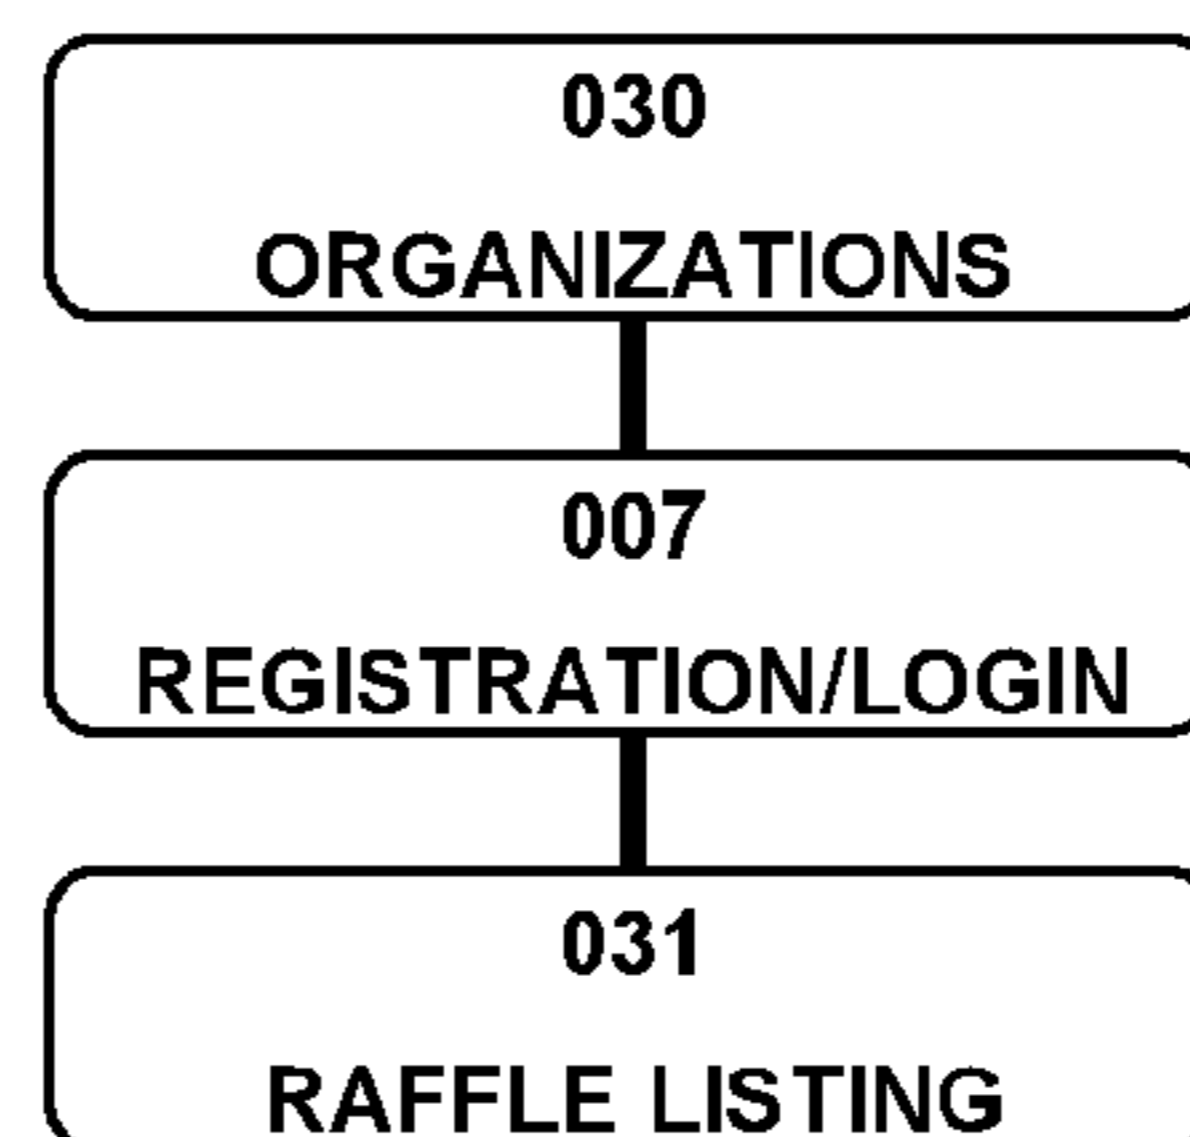 030
ORGANIZATIONS
007
REGISTRATION/LOGIN
031
RAFFLE LISTING